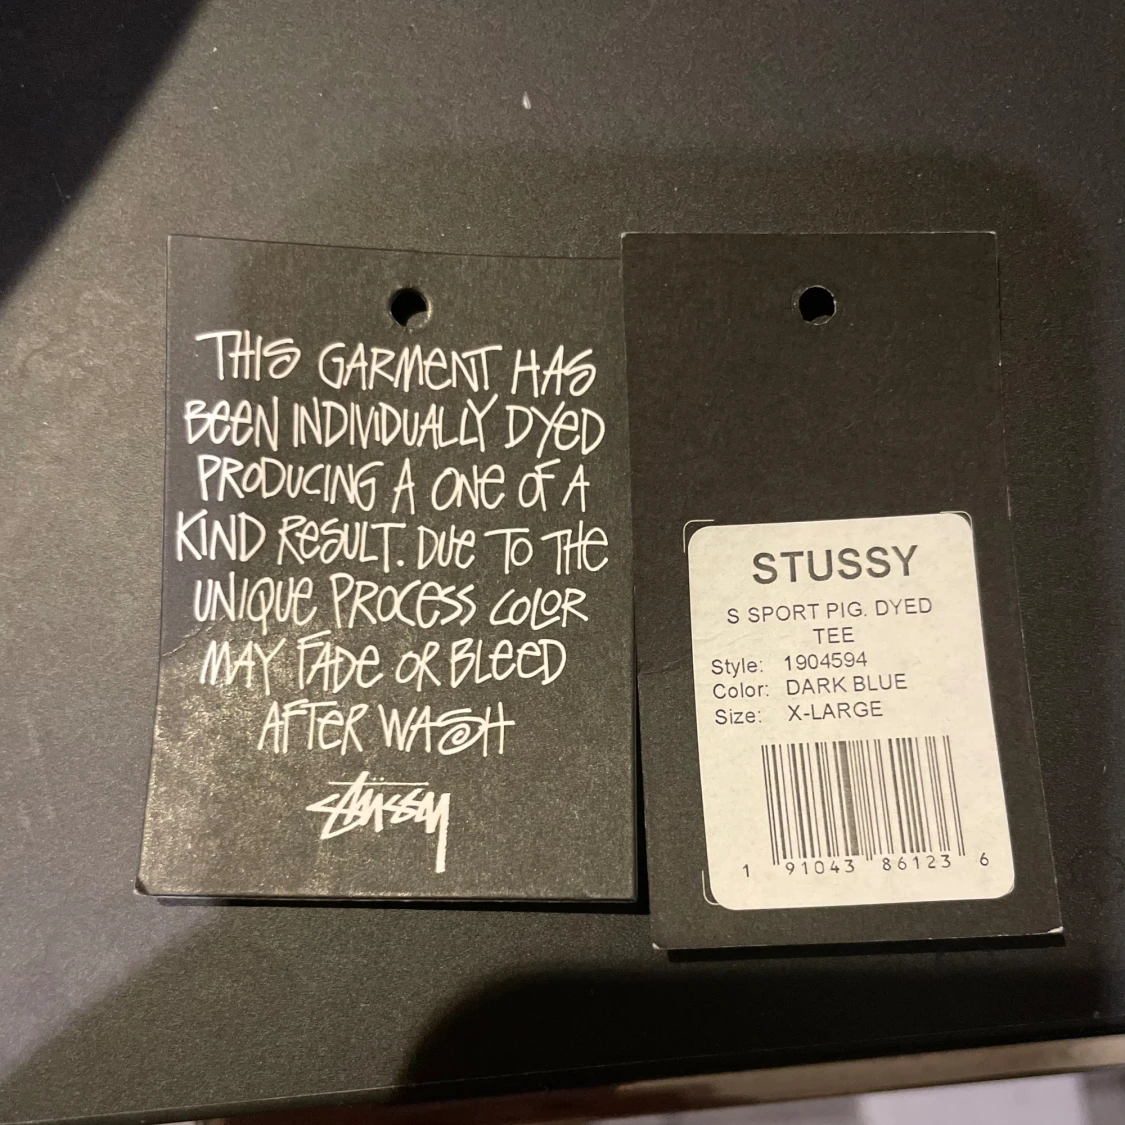 THIS GARMENT HAS
BEEN INDIVIDUALLY DYED
PRODUCING A ONE OF A
KIND RESULT. DUE TO THE
UNIQUE PROCESS COLOR
MAY FADE OR BLEED
AFTER WASH
STÜSSY
STUSSY
S SPORT PIG. DYED
TEE
Style: 1904594
Color: DARK BLUE
Size: X-LARGE
1 91043 86123 6